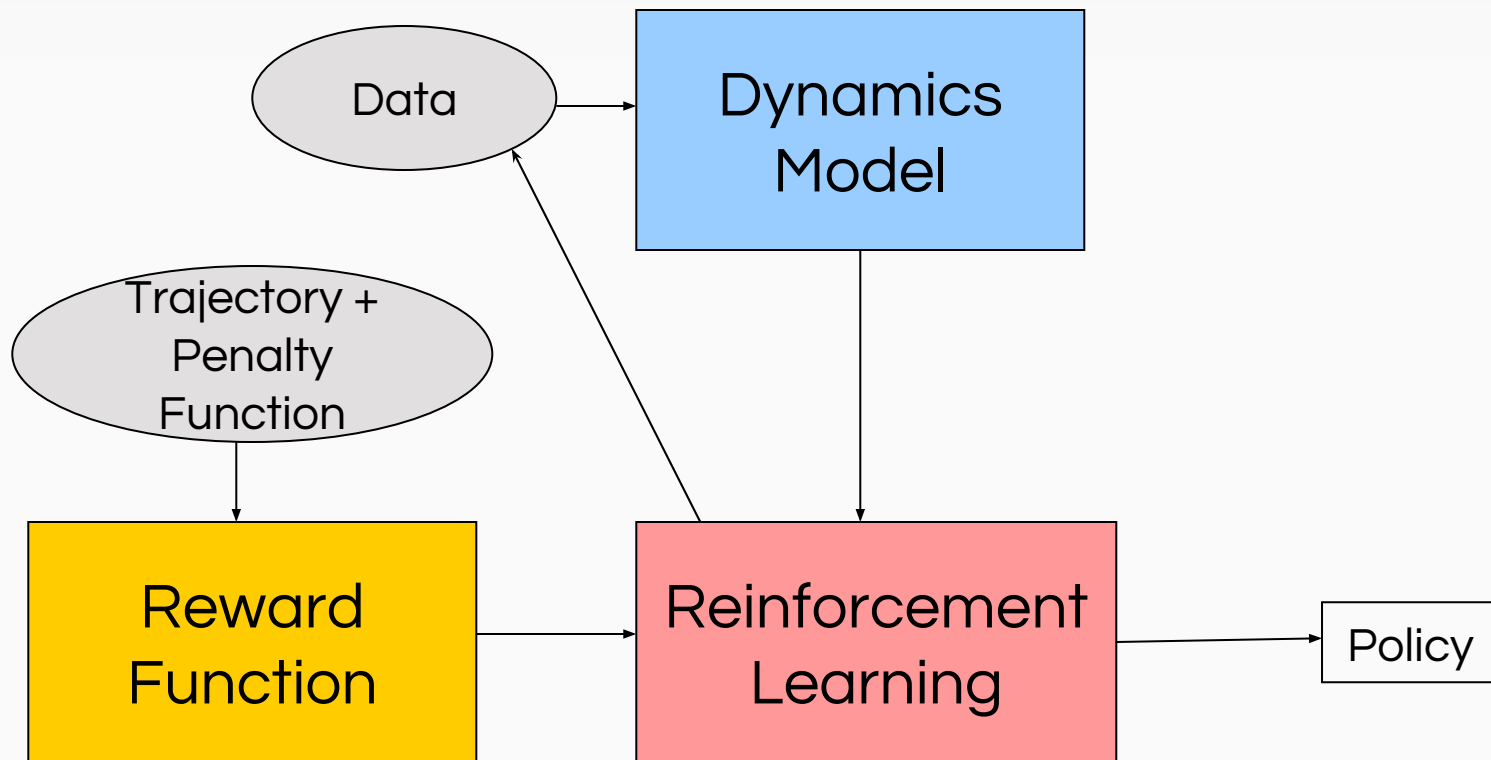 Data
Dynamics
Model
Trajectory +
Penalty
Function
Reward
Function
Reinforcement
Learning
Policy